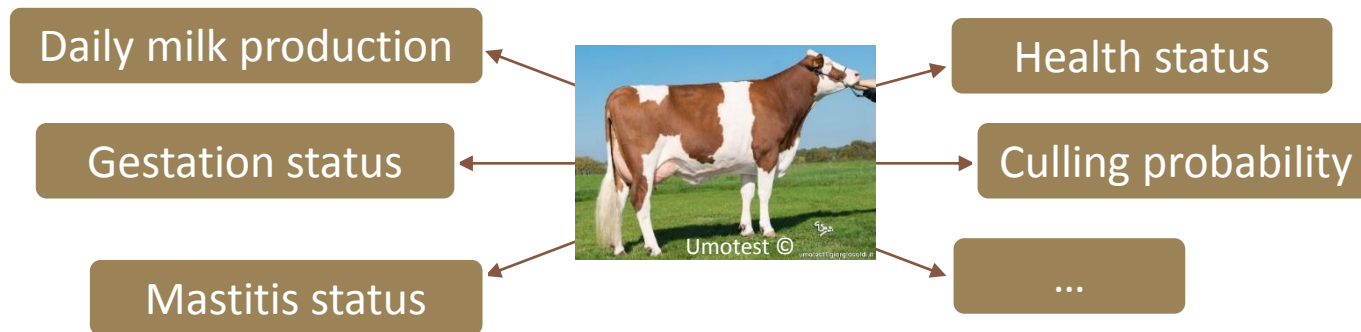 Daily milk production
Health status
Gestation status
Culling probability
Mastitis status
...
Umotest ©